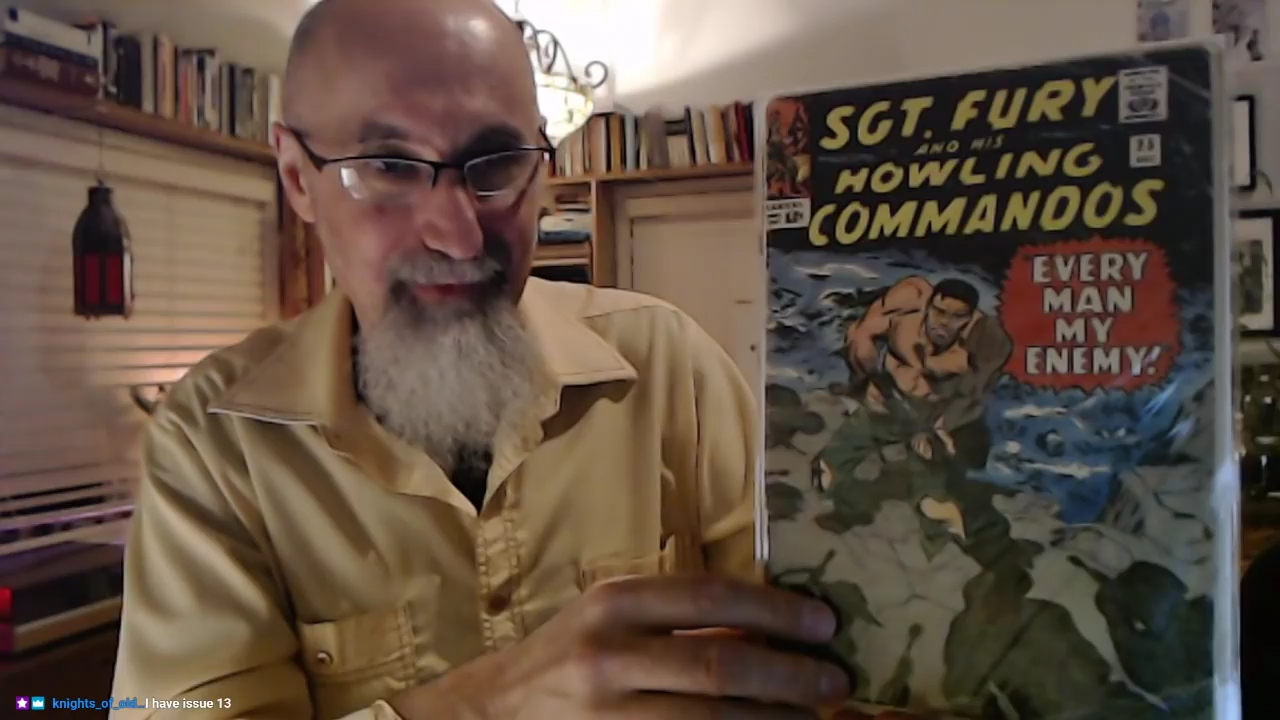 SGT. FURY
AND HIS
HOWLING
COMMANDOS
EVERY
MAN
MY
ENEMY!
knights_of_old_ I have issue 13